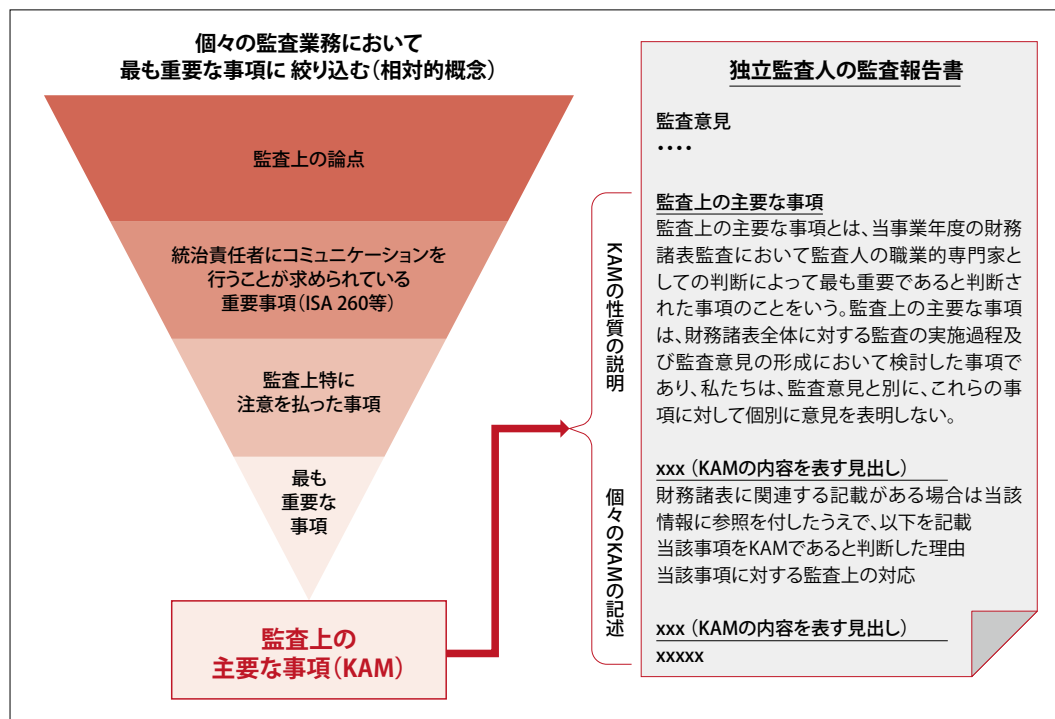 個々の監査業務において
最も重要な事項に 絞り込む（相対的概念）
監査上の論点
統治責任者にコミュニケーションを
行うことが求められている
重要事項（ISA 260等）
監査上特に
注意を払った事項
最も
重要な
事項
監査上の
主要な事項（KAM）
KAMの性質の説明
個々のKAMの記述
独立監査人の監査報告書
監査意見
・・・・
監査上の主要な事項
監査上の主要な事項とは、当事業年度の財務
諸表監査において監査人の職業的専門家と
しての判断によって最も重要であると判断さ
れた事項のことをいう。監査上の主要な事項
は、財務諸表全体に対する監査の実施過程及
び監査意見の形成において検討した事項で
あり、私たちは、監査意見と別に、これらの事
項に対して個別に意見を表明しない。
xxx（KAMの内容を表す見出し）
財務諸表に関連する記載がある場合は当該
情報に参照を付したうえで、以下を記載
当該事項をKAMであると判断した理由
当該事項に対する監査上の対応
xxx（KAMの内容を表す見出し）
xxxxx